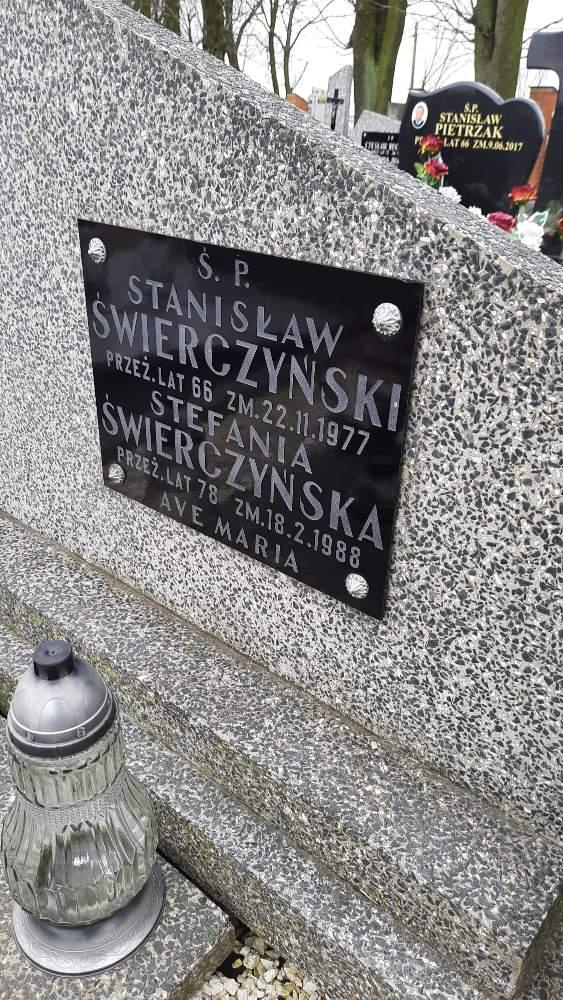 Ś. P.
STANISŁAW
ŚWIERCZYŃSKI
PRZEŻ. LAT 66 ZM. 22.11.1977
STEFANIA
ŚWIERCZYŃSKA
PRZEŻ. LAT 78 ZM. 18.2.1988
AVE MARIA
Ś.P.
STANISŁAW
PIETRZAK
LAT 66 ZM. 9.06.2017